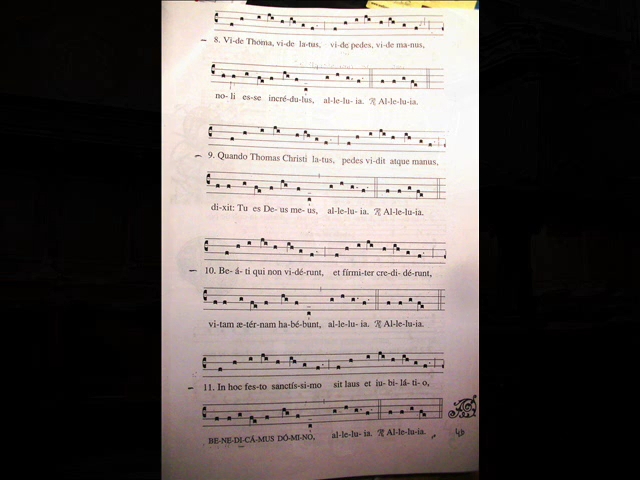 8. Vi-de Thoma, vi-de la-tus, vi-de pedes, vi-de ma-nus,
no- li es-se incré-du-lus, al-le-lu- ia. ℟ Al-le-lu-ia.
9. Quando Thomas Christi la-tus, pedes vi-dit atque manus,
di-xit: Tu es De- us me- us, al-le-lu- ia. ℟ Al-le-lu-ia.
10. Be- á- ti qui non vi-dé-runt, et fírmi-ter cre-di- dé-runt,
vi-tam æ-tér-nam ha-bé-bunt, al-le-lu- ia. ℟ Al-le-lu-ia.
11. In hoc fes-to sanctís-si-mo sit laus et iu- bi- lá- ti- o,
BE-NE-DI-CÁ-MUS DÓ-MI-NO, al-le-lu- ia. ℟ Al-le-lu-ia.